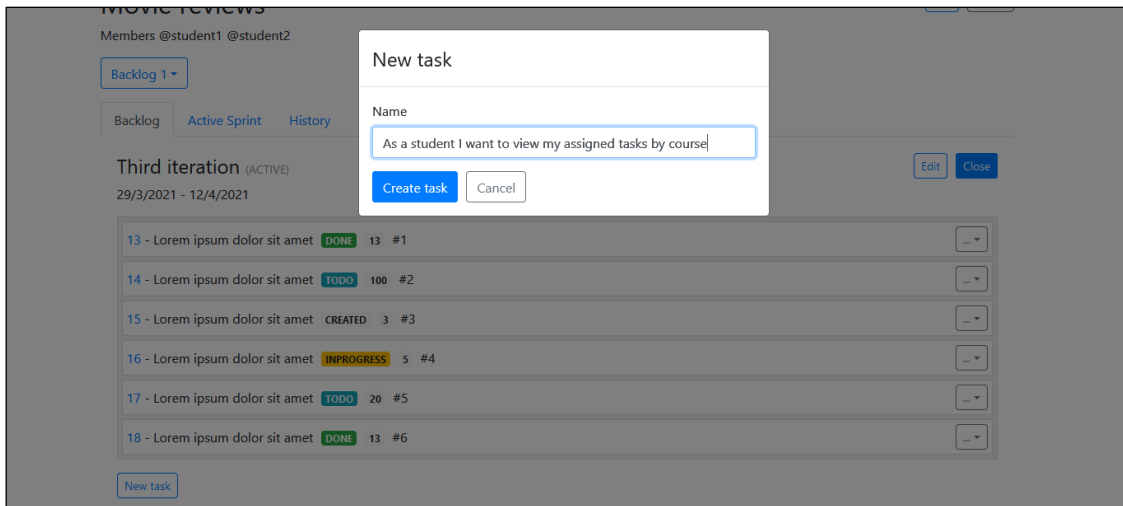 Movie reviews
Members @student1 @student2
Backlog 1
Backlog Active Sprint History
New task
Name
As a student I want to view my assigned tasks by course
Create task Cancel
Third iteration (ACTIVE)
Edit Close
29/3/2021 - 12/4/2021
13 - Lorem ipsum dolor sit amet DONE 13 #1 ...
14 - Lorem ipsum dolor sit amet TODO 100 #2 ...
15 - Lorem ipsum dolor sit amet CREATED 3 #3 ...
16 - Lorem ipsum dolor sit amet INPROGRESS 5 #4 ...
17 - Lorem ipsum dolor sit amet TODO 20 #5 ...
18 - Lorem ipsum dolor sit amet DONE 13 #6 ...
New task